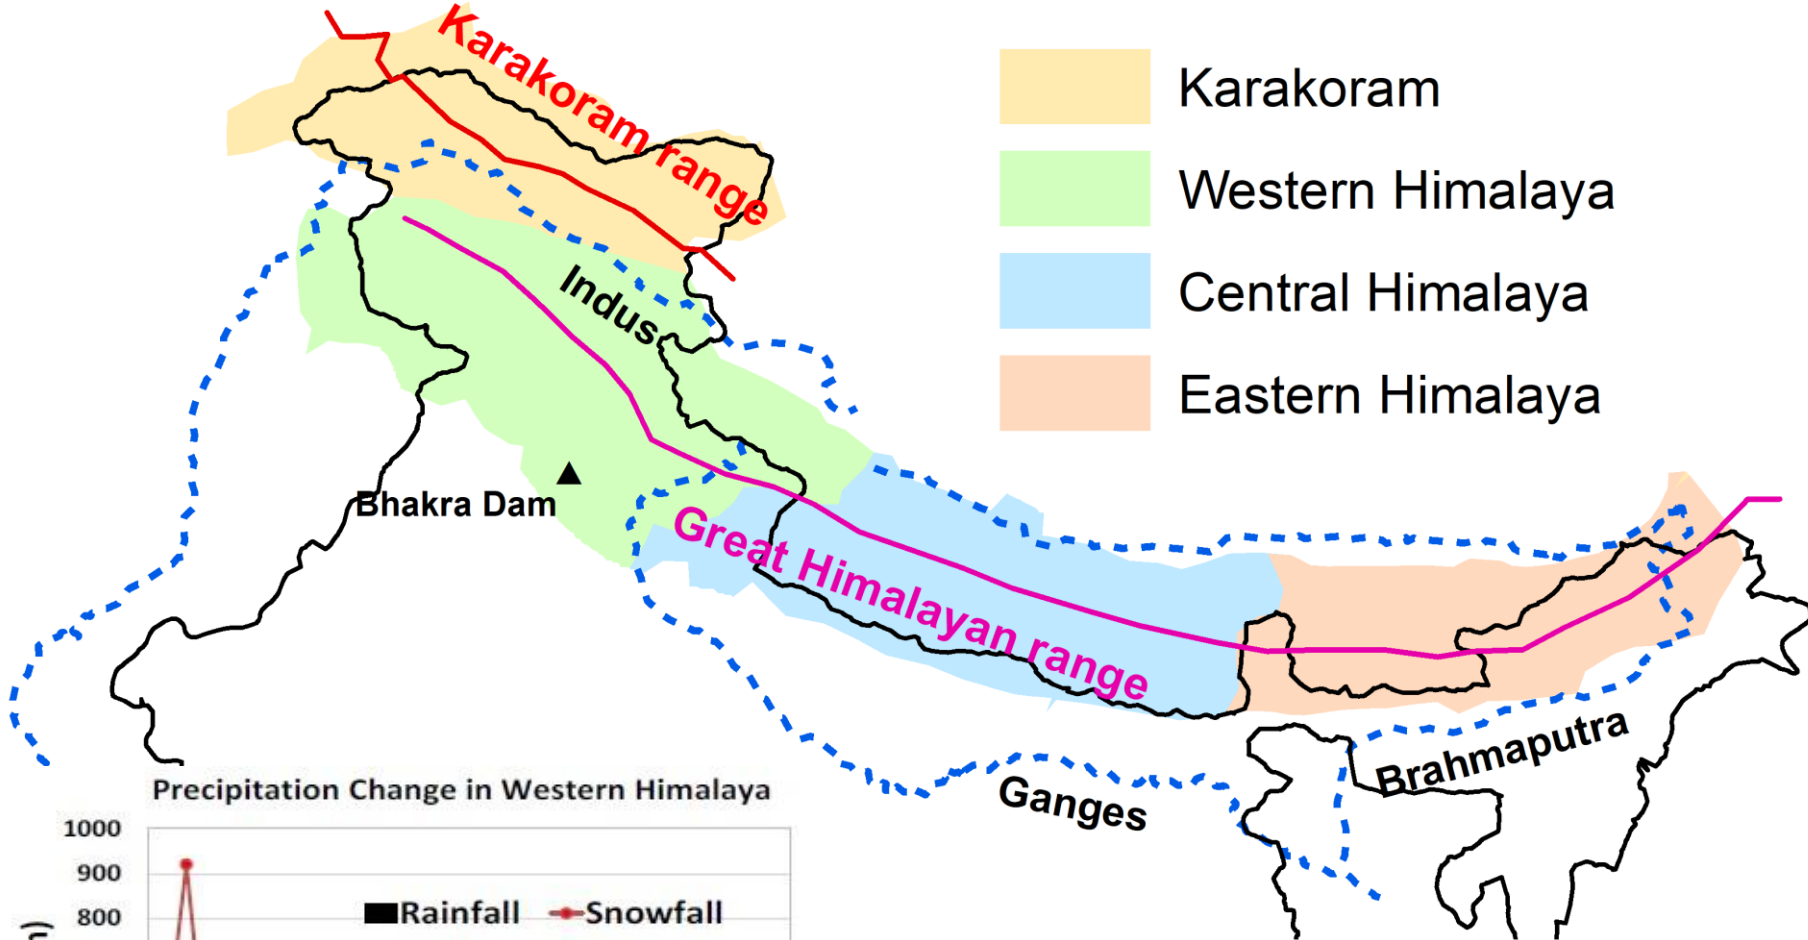 Karakoram range
Karakoram
Western Himalaya
Central Himalaya
Eastern Himalaya
Indus
Bhakra Dam
Great Himalayan range
Brahmaputra
Ganges
Precipitation Change in Western Himalaya
1000
900
800
Rainfall
Snowfall